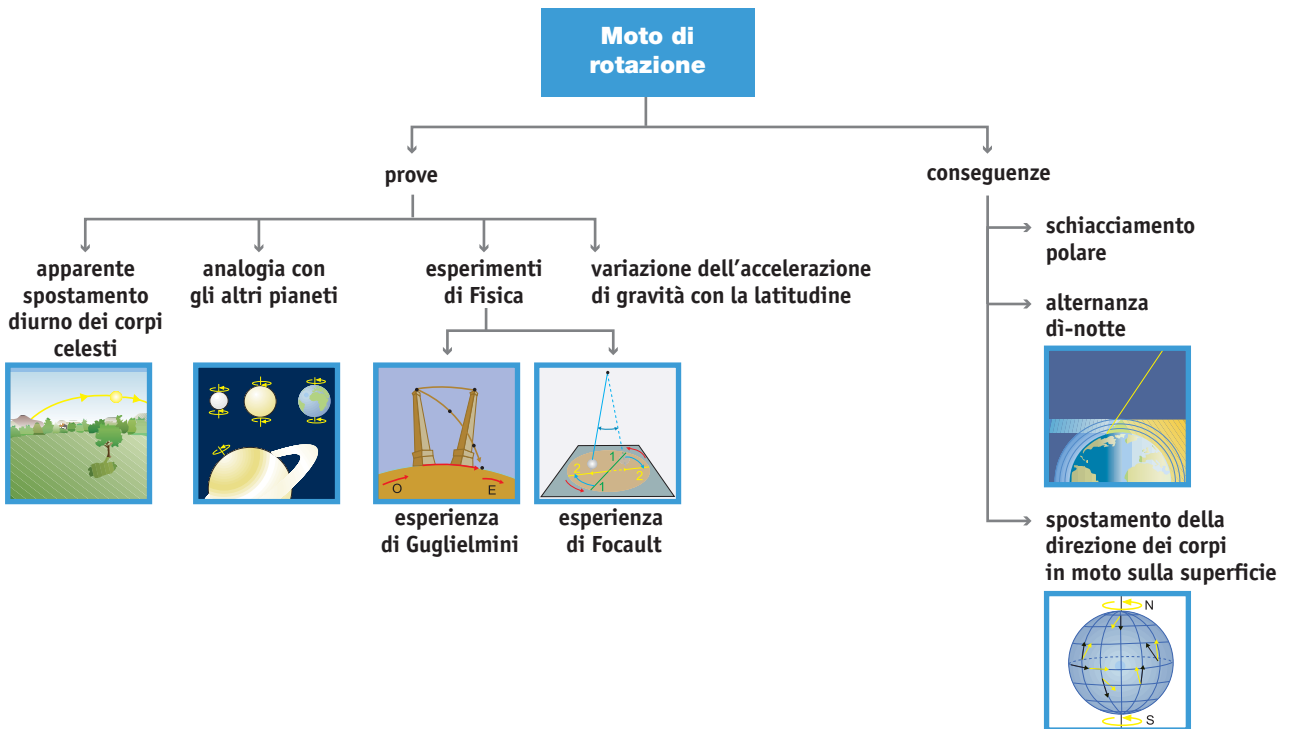 Moto di
rotazione
prove
conseguenze
apparente
spostamento
diurno dei corpi
celesti
analogia con
gli altri pianeti
esperimenti
di Fisica
variazione dell'accelerazione
di gravità con la latitudine
O
E
esperienza
di Guglielmini
1
2
2
1
esperienza
di Focault
schiacciamento
polare
alternanza
dì-notte
spostamento della
direzione dei corpi
in moto sulla superficie
N
S